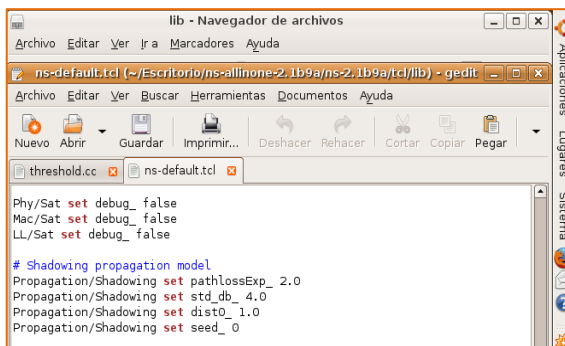 lib - Navegador de archivos
Archivo Editar Ver Ir a Marcadores Ayuda
ns-default.tcl (~/Escritorio/ns-allinone-2.1b9a/ns-2.1b9a/tcl/lib) - gedit
Archivo Editar Ver Buscar Herramientas Documentos Ayuda
Nuevo Abrir Guardar Imprimir... Deshacer Rehacer Cortar Copiar Pegar
threshold.cc ns-default.tcl
Phy/Sat set debug_ false
Mac/Sat set debug_ false
LL/Sat set debug_ false
# Shadowing propagation model
Propagation/Shadowing set pathlossExp_ 2.0
Propagation/Shadowing set std_db_ 4.0
Propagation/Shadowing set dist0_ 1.0
Propagation/Shadowing set seed_ 0
Aplicaciones Lugares Sistema